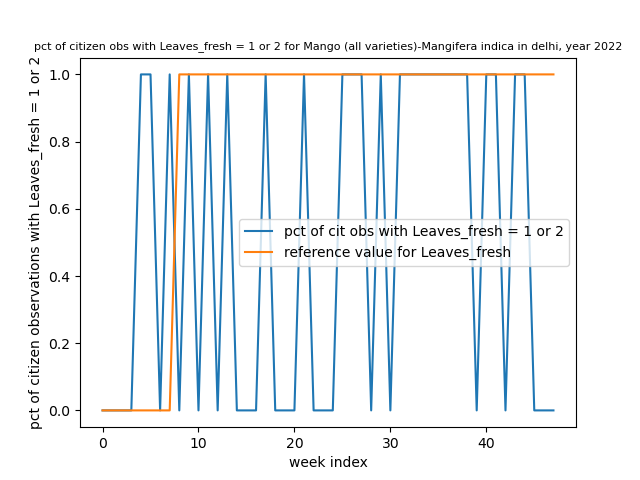 pct of citizen obs with Leaves_fresh = 1 or 2 for Mango (all varieties)-Mangifera indica in delhi, year 2022
pct of citizen observations with Leaves_fresh = 1 or 2
1.0
0.8
0.6
0.4
0.2
0.0
pct of cit obs with Leaves_fresh = 1 or 2
reference value for Leaves_fresh
0 10 20 30 40
week index